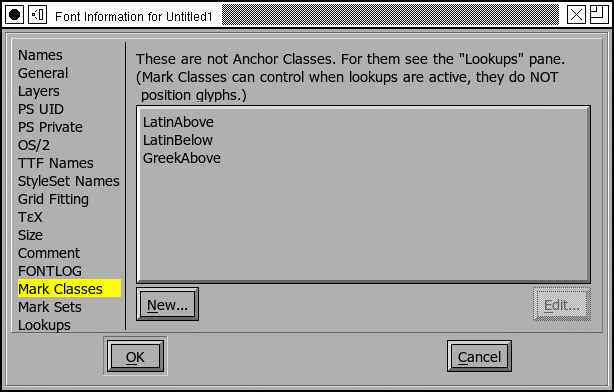 Font Information for Untitled1
Names
General
Layers
PS UID
PS Private
OS/2
TTF Names
StyleSet Names
Grid Fitting
ΤεΧ
Size
Comment
FONTLOG
Mark Classes
Mark Sets
Lookups
These are not Anchor Classes. For them see the "Lookups" pane.
(Mark Classes can control when lookups are active, they do NOT
position glyphs.)
LatinAbove
LatinBelow
GreekAbove
New...
Edit...
OK
Cancel